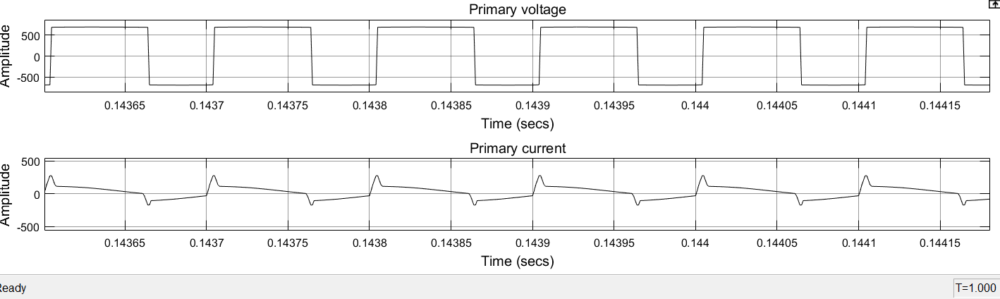 Primary voltage
Amplitude
500
0
-500
0.14365 0.1437 0.14375 0.1438 0.14385 0.1439 0.14395 0.144 0.14405 0.1441 0.14415
Time (secs)
Primary current
Amplitude
500
0
-500
0.14365 0.1437 0.14375 0.1438 0.14385 0.1439 0.14395 0.144 0.14405 0.1441 0.14415
Time (secs)
Ready T=1.000